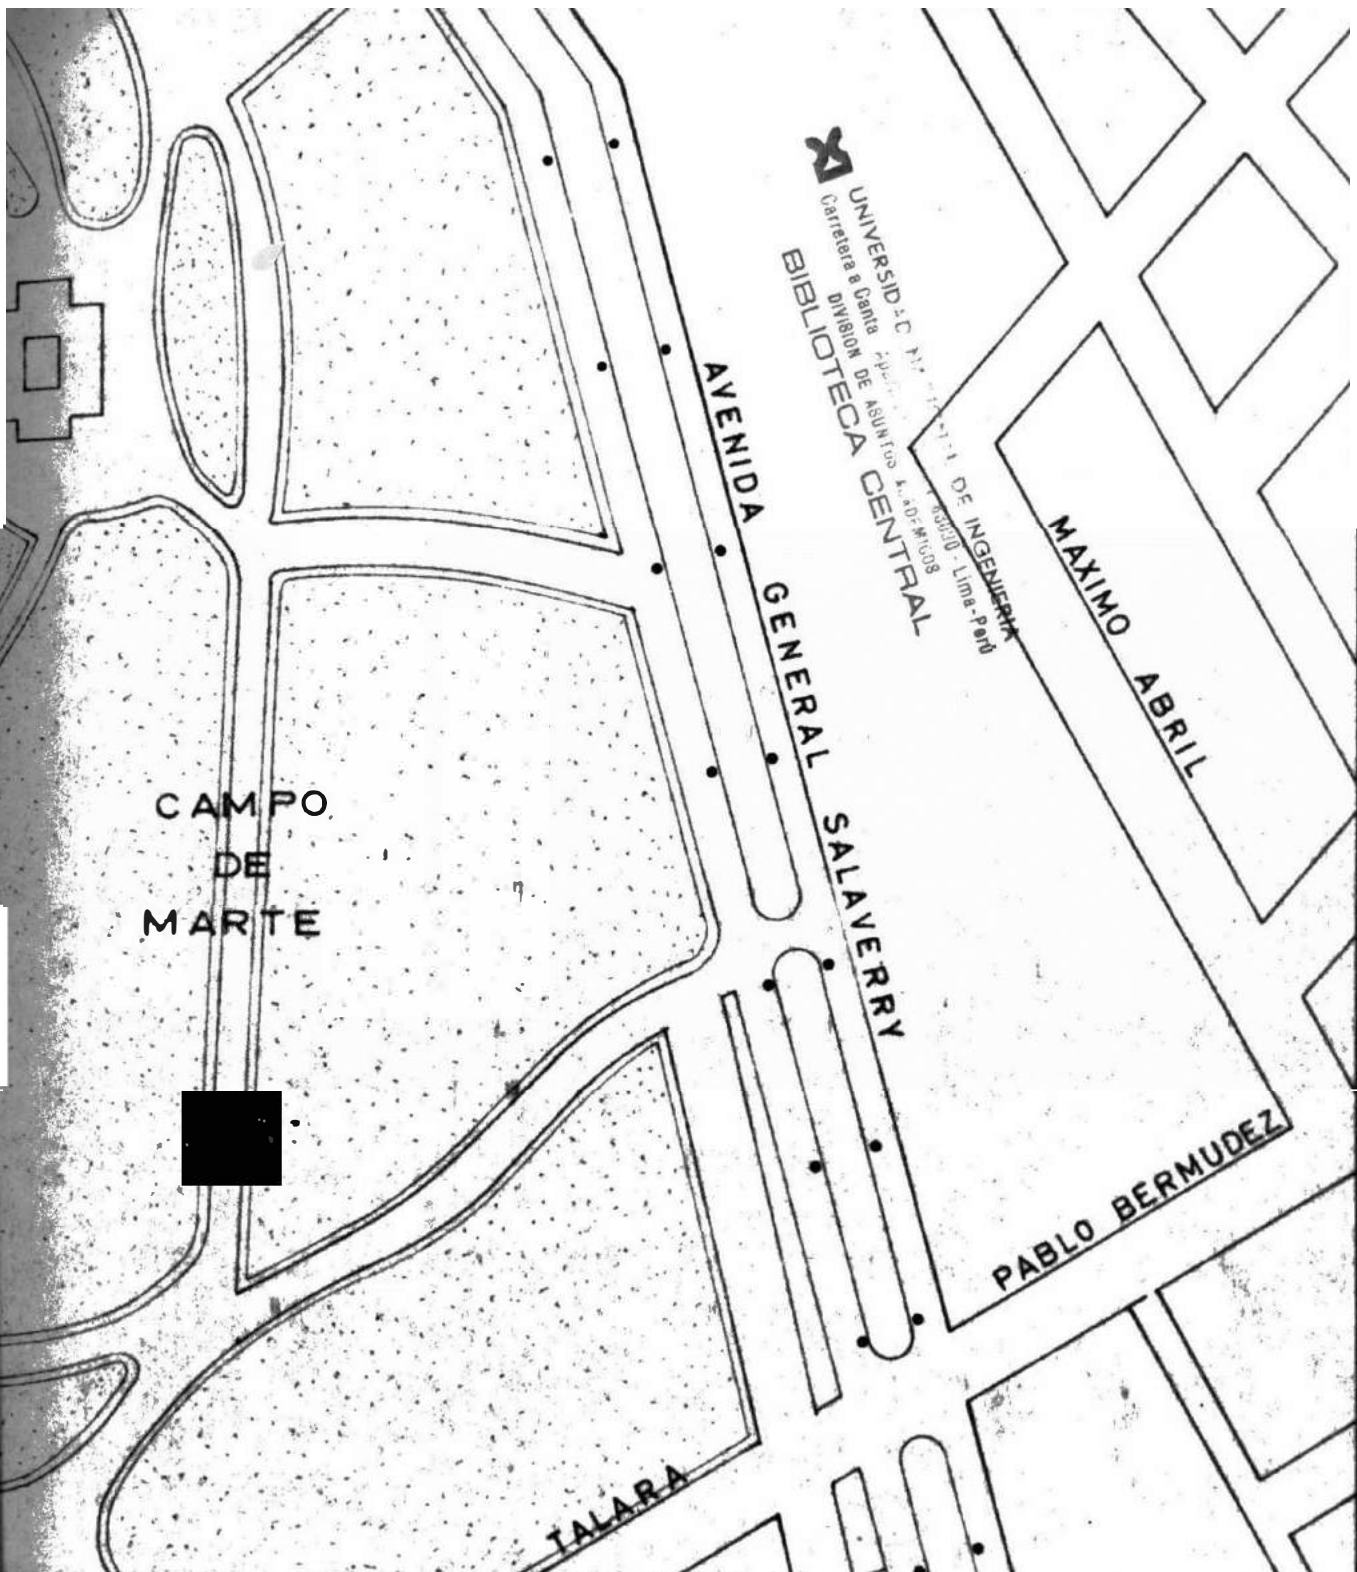 UNIVERSIDAD DE INGENIERIA
Carretera a Canta Lima-Perú
DIVISION DE ASUNTOS
BIBLIOTECA CENTRAL
AVENIDA GENERAL SALAVERRY
MAXIMO ABRIL
CAMPO
DE
MARTE
PABLO BERMUDEZ
TALARA